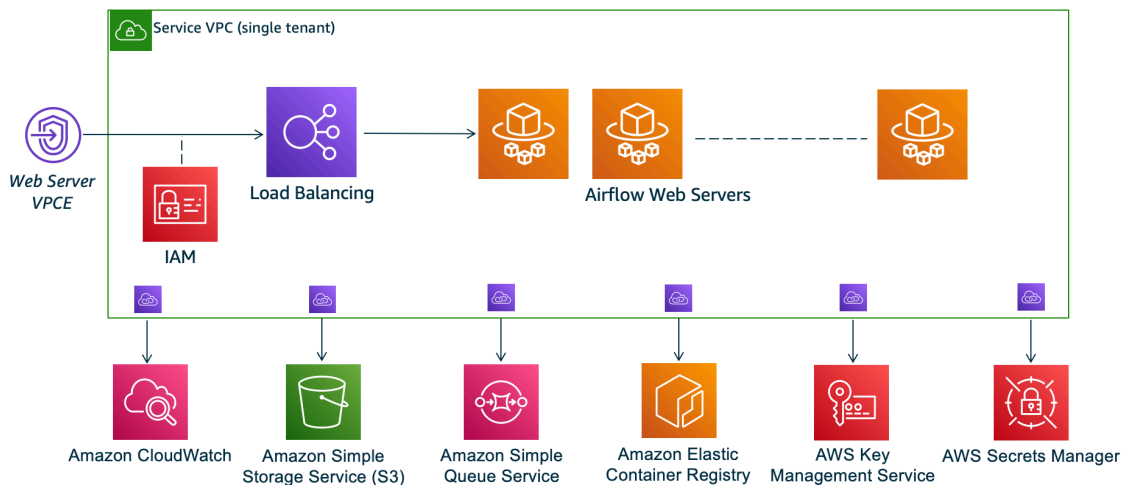 Service VPC (single tenant)
Web Server
VPCE
Load Balancing
Airflow Web Servers
IAM
Amazon CloudWatch
Amazon Simple
Storage Service (S3)
Amazon Simple
Queue Service
Amazon Elastic
Container Registry
AWS Key
Management Service
AWS Secrets Manager